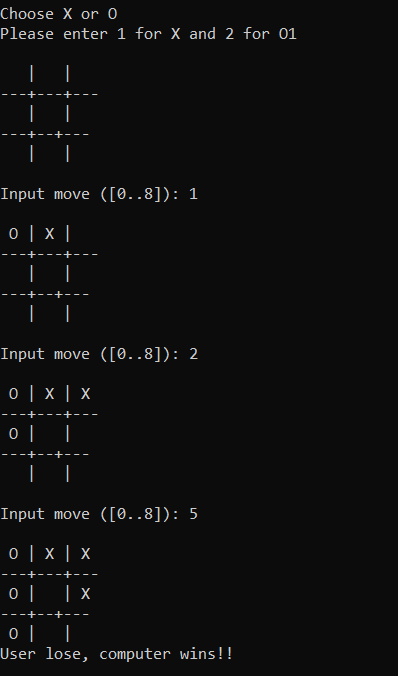 Choose X or O
Please enter 1 for X and 2 for O1
   |   |
---+---+---
   |   |
---+--+---
   |   |
Input move ([0..8]): 1
 O | X |
---+---+---
   |   |
---+--+---
   |   |
Input move ([0..8]): 2
 O | X | X
---+---+---
 O |   |
---+--+---
   |   |
Input move ([0..8]): 5
 O | X | X
---+---+---
 O |   | X
---+--+---
 O |   |
User lose, computer wins!!